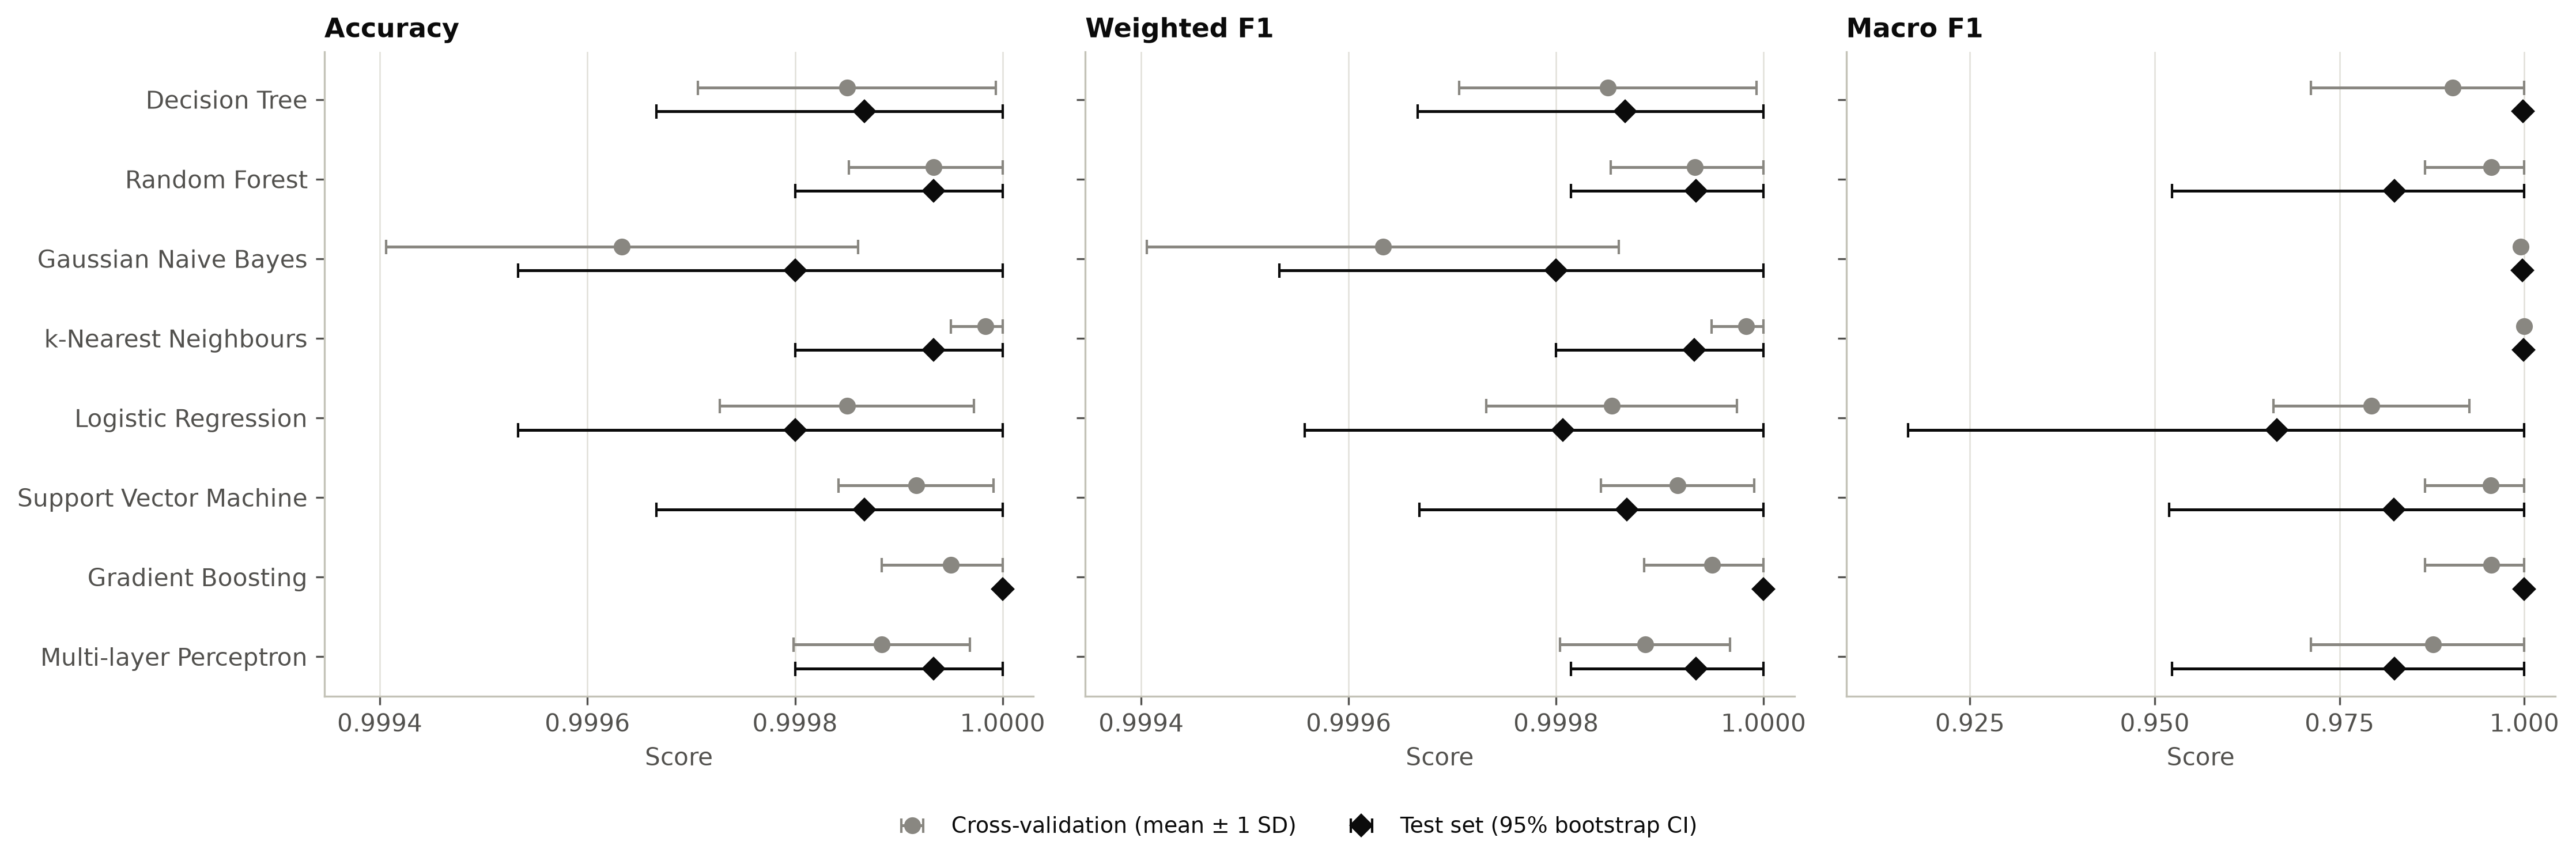 Accuracy
Weighted F1
Macro F1
Decision Tree
Random Forest
Gaussian Naive Bayes
k-Nearest Neighbours
Logistic Regression
Support Vector Machine
Gradient Boosting
Multi-layer Perceptron
0.9994 0.9996 0.9998 1.0000
0.9994 0.9996 0.9998 1.0000
0.925 0.950 0.975 1.000
Score
Score
Score
Cross-validation (mean ± 1 SD)
Test set (95% bootstrap CI)